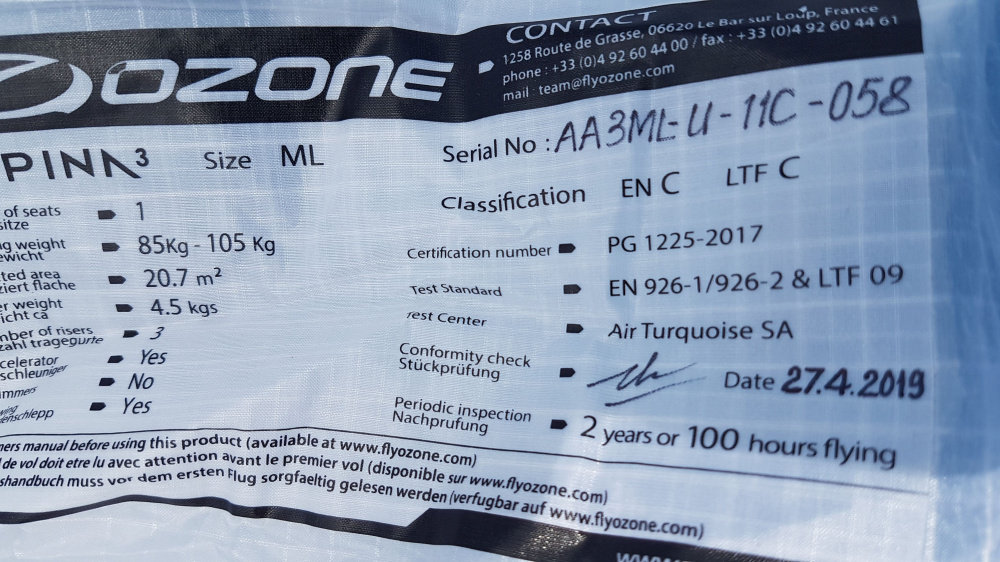 OZONE
CONTACT
1258 Route de Grasse, 06620 Le Bar sur Loup, France
phone : +33 (0)4 92 60 44 00 / fax : +33 (0)4 92 60 44 61
mail : team@flyozone.com
PINA3 Size ML
Serial No : AA3ML-U-11C-058
Classification EN C LTF C
of seats
sitze
1
g weight
ewicht
85Kg - 105 Kg
ted area
ziert flache
20.7 m²
r weight
icht ca
4.5 kgs
mber of risers
zahl tragegurte
3
celerator
schleuniger
Yes
immers
No
wing
denschlepp
Yes
Certification number PG 1225-2017
Test Standard EN 926-1/926-2 & LTF 09
Test Center Air Turquoise SA
Conformity check
Stückprüfung
Date 27.4.2019
Periodic inspection
Nachprufung
2 years or 100 hours flying
ners manual before using this product (available at www.flyozone.com)
l de vol doit etre lu avec attention avant le premier vol (disponible sur www.flyozone.com)
shandbuch muss vor dem ersten Flug sorgfaeltig gelesen werden (verfugbar auf www.flyozone.com)